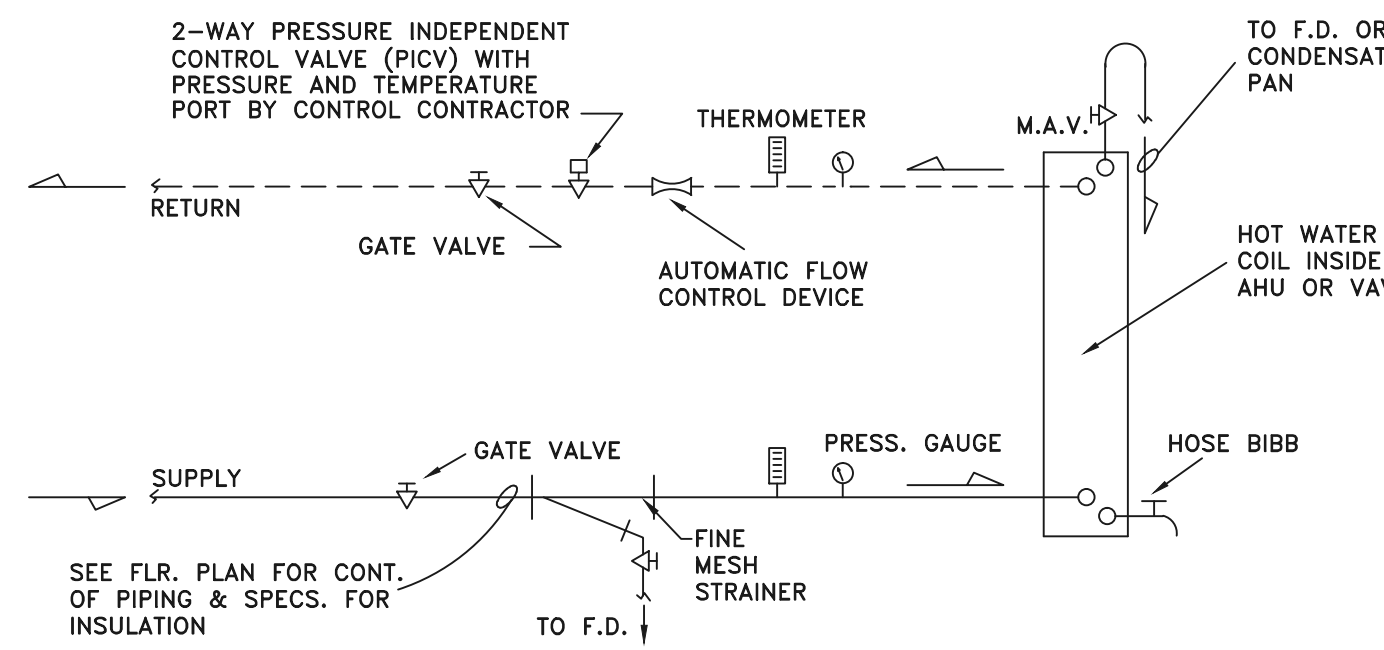 2-WAY PRESSURE INDEPENDENT
CONTROL VALVE (PICV) WITH
PRESSURE AND TEMPERATURE
PORT BY CONTROL CONTRACTOR
TO F.D. OR
PAN
THERMOMETER
M.A.V.
RETURN
GATE VALVE
AUTOMATIC FLOW
CONTROL DEVICE
HOT WATER
COIL INSIDE
AHU OR
SUPPLY
GATE VALVE
PRESS. GAUGE
HOSE BIBB
SEE FLR. PLAN FOR CONT.
OF PIPING & SPECS. FOR
INSULATION
FINE
MESH
STRAINER
TO F.D.